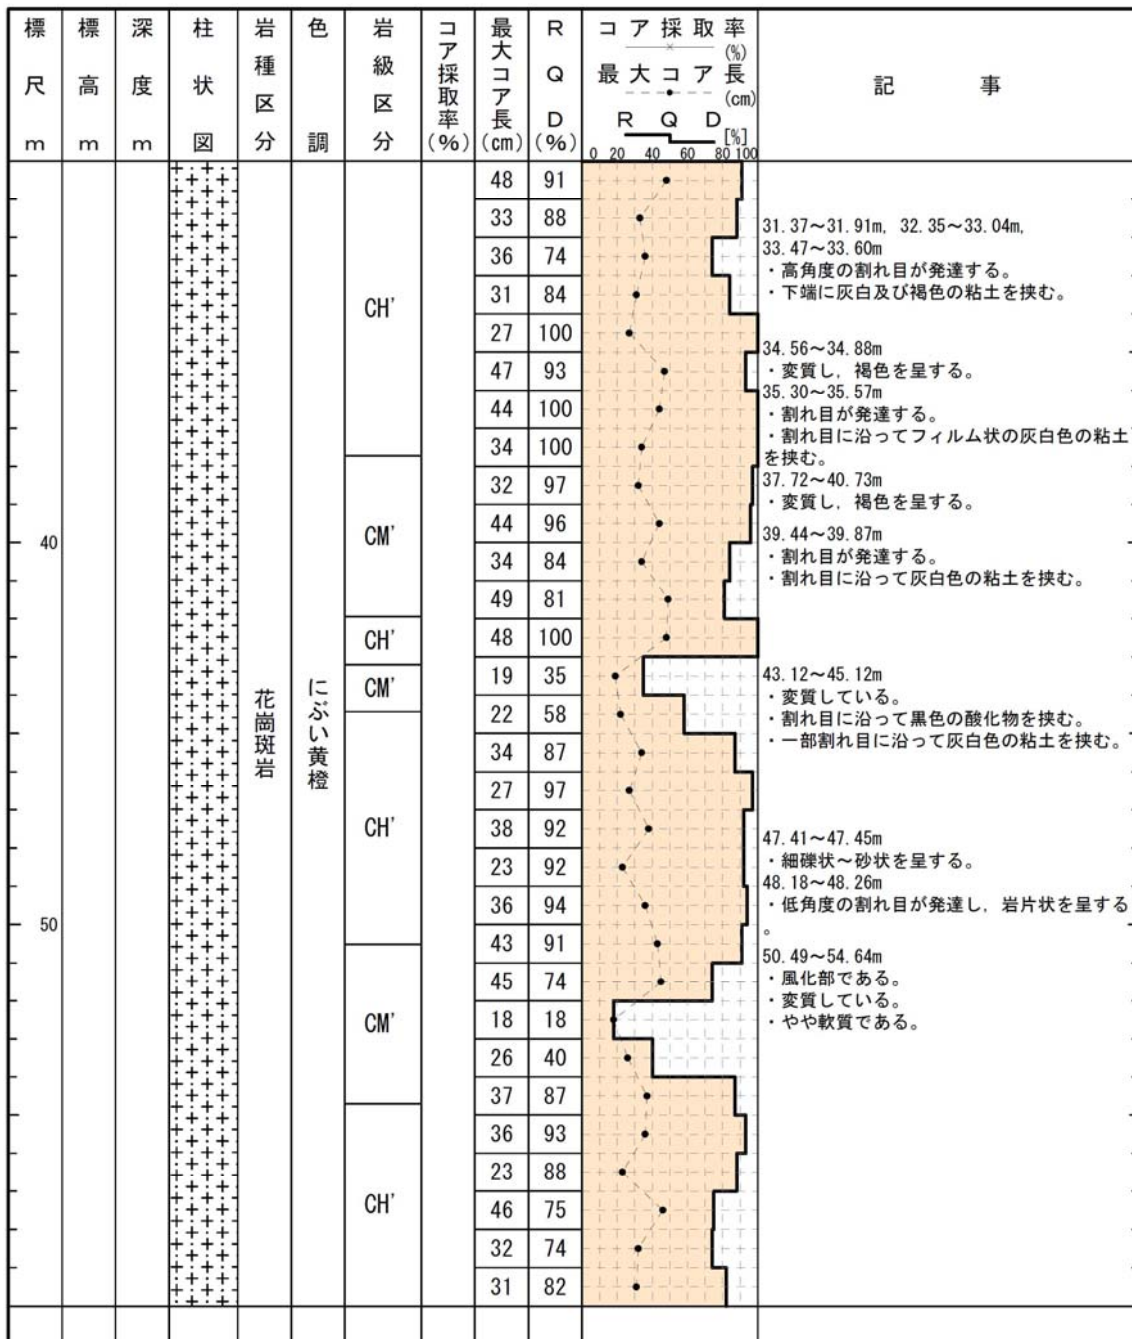 標尺 m
標高 m
深度 m
柱状図
岩種区分
色調
岩級区分
コア採取率(%)
最大コア長(cm)
RQD(%)
コア採取率
(%)
最大コア長
(cm)
RQD
[%]
0 20 40 60 80 100
記事
40
50
花崗斑岩
にぶい黄橙
CH'
CM'
CH'
CM'
CH'
CM'
CH'
48 91
33 88
36 74
31 84
27 100
47 93
44 100
34 100
32 97
44 96
34 84
49 81
48 100
19 35
22 58
34 87
27 97
38 92
23 92
36 94
43 91
45 74
18 18
26 40
37 87
36 93
23 88
46 75
32 74
31 82
31.37～31.91m, 32.35～33.04m,
33.47～33.60m
・高角度の割れ目が発達する。
・下端に灰白及び褐色の粘土を挟む。
34.56～34.88m
・変質し，褐色を呈する。
35.30～35.57m
・割れ目が発達する。
・割れ目に沿ってフィルム状の灰白色の粘土
を挟む。
37.72～40.73m
・変質し，褐色を呈する。
39.44～39.87m
・割れ目が発達する。
・割れ目に沿って灰白色の粘土を挟む。
43.12～45.12m
・変質している。
・割れ目に沿って黒色の酸化物を挟む。
・一部割れ目に沿って灰白色の粘土を挟む。
47.41～47.45m
・細礫状～砂状を呈する。
48.18～48.26m
・低角度の割れ目が発達し，岩片状を呈する
。
50.49～54.64m
・風化部である。
・変質している。
・やや軟質である。